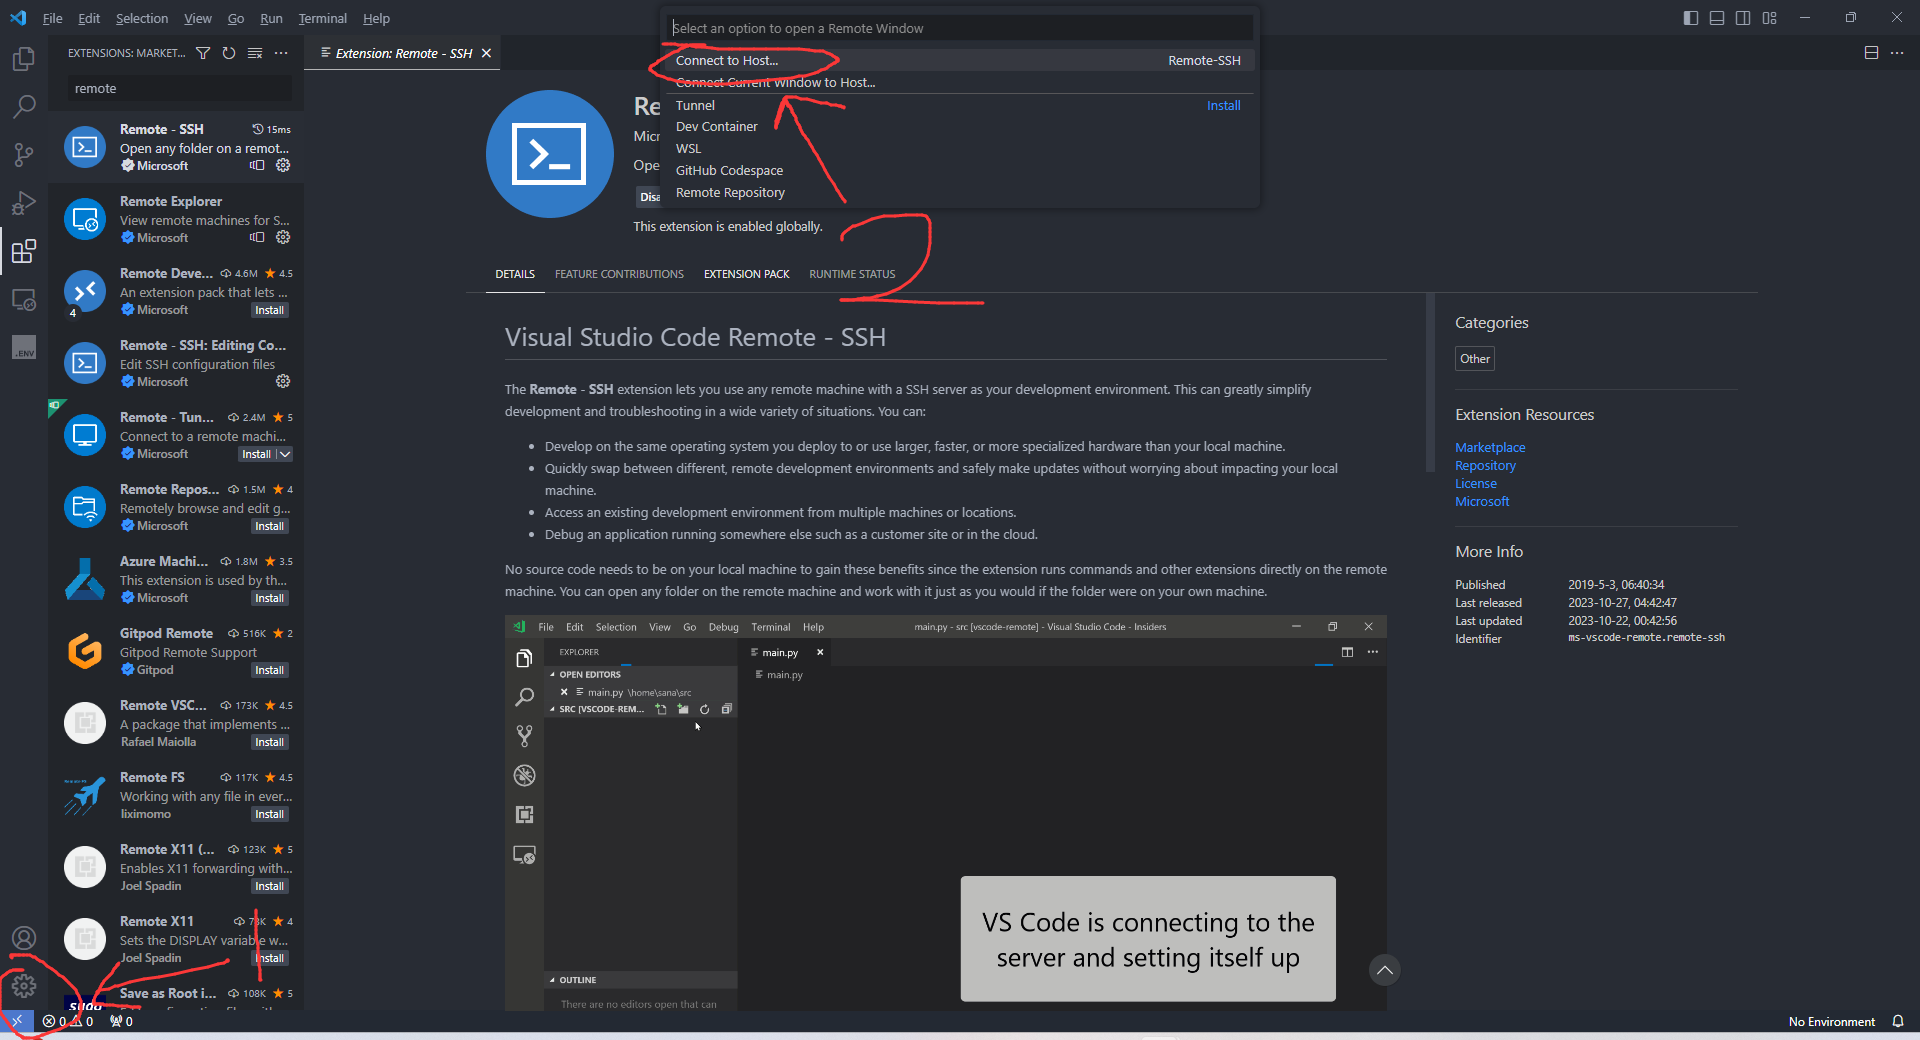 File Edit Selection View Go Run Terminal Help
Select an option to open a Remote Window
Connect to Host... Remote-SSH
Connect Current Window to Host...
Tunnel Install
Dev Container
WSL
GitHub Codespace
Remote Repository
EXTENSIONS: MARKET...
remote
Remote - SSH 15ms
Open any folder on a remot...
Microsoft
Remote Explorer
View remote machines for S...
Microsoft
Remote Deve... 4.6M 4.5
An extension pack that lets ...
4 Microsoft Install
Remote - SSH: Editing Co...
Edit SSH configuration files
Microsoft
Remote - Tun... 2.4M 5
Connect to a remote machi...
Microsoft Install
Remote Repos... 1.5M 4
Remotely browse and edit g...
Microsoft Install
Azure Machi... 1.8M 3.5
This extension is used by th...
Microsoft Install
Gitpod Remote 516K 2
Gitpod Remote Support
Gitpod Install
Remote VSC... 173K 4.5
A package that implements ...
Rafael Maiolla Install
Remote FS 117K 4.5
Working with any file in ever...
liximomo Install
Remote X11 (... 123K 5
Enables X11 forwarding with...
Joel Spadin Install
Remote X11 4
Sets the DISPLAY variable w...
Joel Spadin Install
Save as Root i... 108K 5
.ENV
1
Extension: Remote - SSH
Re
Micr
Ope
Disa
This extension is enabled globally.
2
DETAILS FEATURE CONTRIBUTIONS EXTENSION PACK RUNTIME STATUS
Visual Studio Code Remote - SSH
The Remote - SSH extension lets you use any remote machine with a SSH server as your development environment. This can greatly simplify
development and troubleshooting in a wide variety of situations. You can:
• Develop on the same operating system you deploy to or use larger, faster, or more specialized hardware than your local machine.
• Quickly swap between different, remote development environments and safely make updates without worrying about impacting your local
machine.
• Access an existing development environment from multiple machines or locations.
• Debug an application running somewhere else such as a customer site or in the cloud.
No source code needs to be on your local machine to gain these benefits since the extension runs commands and other extensions directly on the remote
machine. You can open any folder on the remote machine and work with it just as you would if the folder were on your own machine.
File Edit Selection View Go Debug Terminal Help main.py - src [vscode-remote] - Visual Studio Code - Insiders
EXPLORER
OPEN EDITORS
main.py \home\sana\src
SRC [VSCODE-REM...
main.py
main.py
VS Code is connecting to the
server and setting itself up
OUTLINE
There are no editors open that can
Categories
Other
Extension Resources
Marketplace
Repository
License
Microsoft
More Info
Published 2019-5-3, 06:40:34
Last released 2023-10-27, 04:42:47
Last updated 2023-10-22, 00:42:56
Identifier ms-vscode-remote.remote-ssh
0 0 0 No Environment